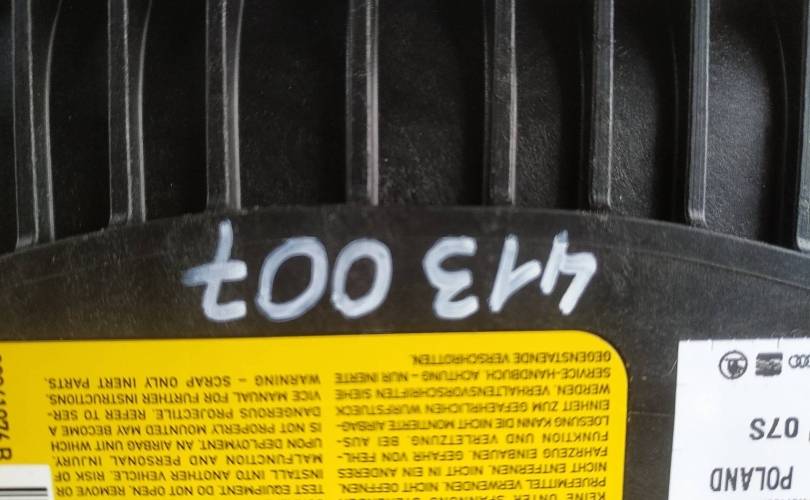 POLAND
07S
PRUEFMITTEL VERWENDEN. NICHT OEFFNEN,
NICHT ENTFERNEN, NICHT IN EIN ANDERES
FAHRZEUG EINBAUEN. GEFAHR VON FEHL-
FUNKTION UND VERLETZUNG. BEI AUS-
LOESUNG KANN DIE NICHT MONTIERTE AIRBAG-
EINHEIT ZUM GEFAEHRLICHEN WURFSTUECK
WERDEN. VERHALTENSVORSCHRIFTEN SIEHE
SERVICE-HANDBUCH. ACHTUNG – NUR INERTE
GEGENSTAENDE VERSCHROTTEN.
TEST EQUIPMENT. DO NOT OPEN, REMOVE OR
INSTALL INTO ANOTHER VEHICLE. RISK OF
MALFUNCTION AND PERSONAL INJURY.
UPON DEPLOYMENT, AN AIRBAG UNIT WHICH
IS NOT PROPERLY MOUNTED MAY BECOME A
DANGEROUS PROJECTILE. REFER TO SER-
VICE MANUAL FOR FURTHER INSTRUCTIONS.
WARNING – SCRAP ONLY INERT PARTS.
413 007